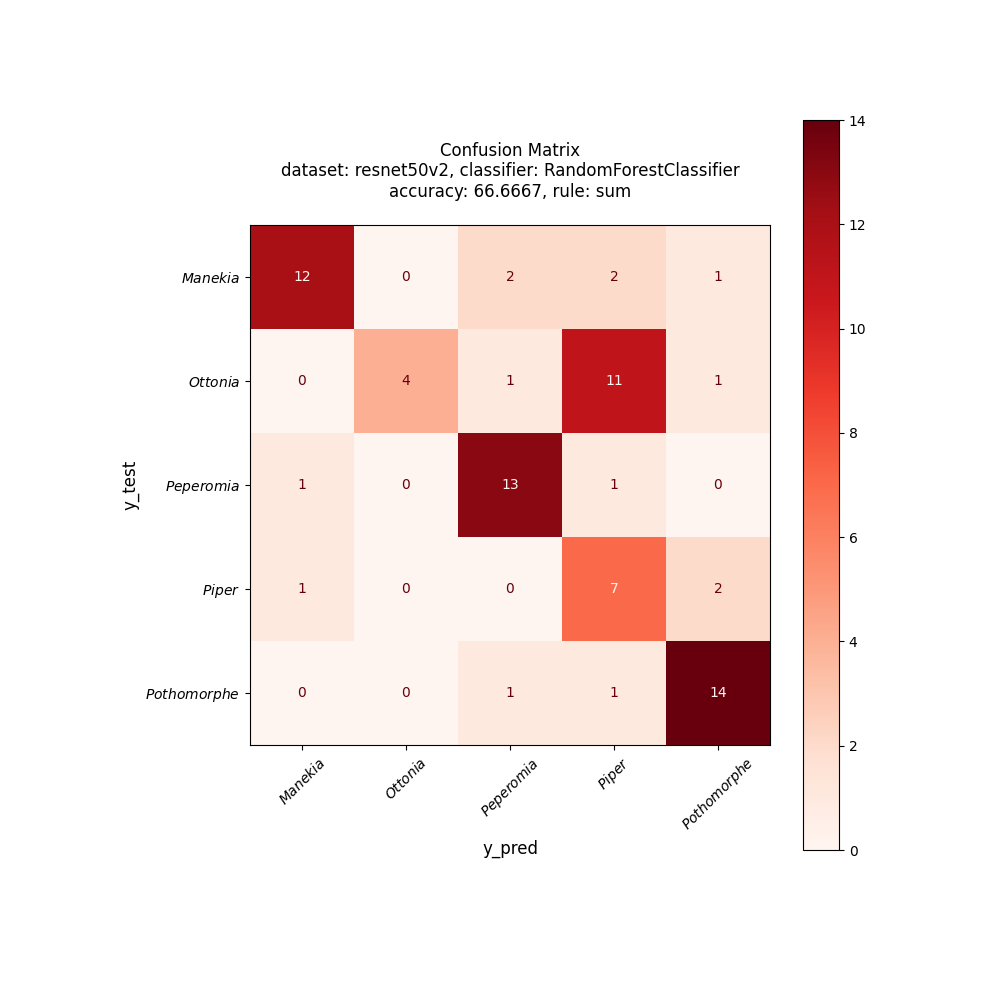 Confusion Matrix
dataset: resnet50v2, classifier: RandomForestClassifier
accuracy: 66.6667, rule: sum
14
12
10
8
6
4
2
0
y_test
Manekia 12 0 2 2 1
Ottonia 0 4 1 11 1
Peperomia 1 0 13 1 0
Piper 1 0 0 7 2
Pothomorphe 0 0 1 1 14
Manekia Ottonia Peperomia Piper Pothomorphe
y_pred